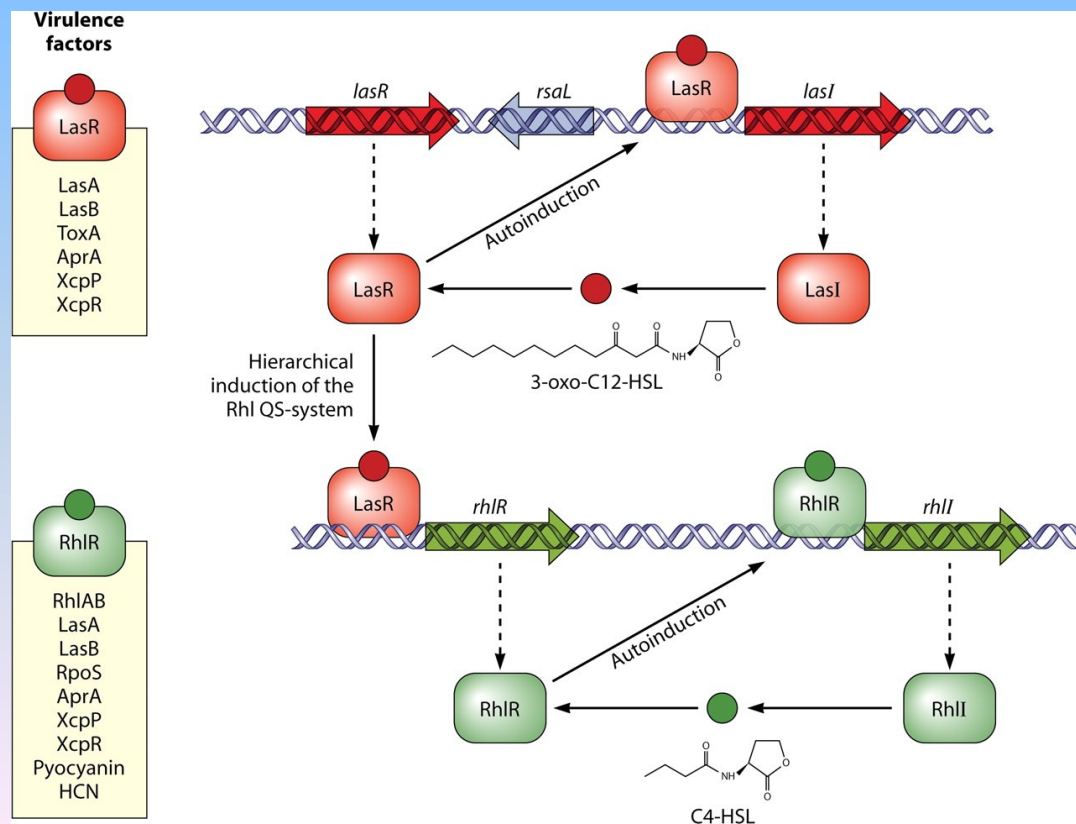 Virulence
factors
LasR
LasA
LasB
ToxA
AprA
XcpP
XcpR
RhlR
RhlAB
LasA
LasB
RpoS
AprA
XcpP
XcpR
Pyocyanin
HCN
lasR
rsaL
LasR
lasI
Autoinduction
LasR
LasI
O
O
O
NH
O
3-oxo-C12-HSL
Hierarchical
induction of the
Rhl QS-system
LasR
rhlR
RhlR
rhlI
Autoinduction
RhlR
RhlI
O
O
NH
O
C4-HSL